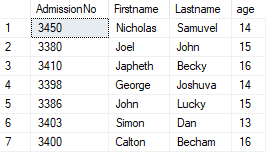 AdmissionNo Firstname Lastname age
1 3450 Nicholas Samuvel 14
2 3380 Joel John 15
3 3410 Japheth Becky 16
4 3398 George Joshuva 14
5 3386 John Lucky 15
6 3403 Simon Dan 13
7 3400 Calton Becham 16